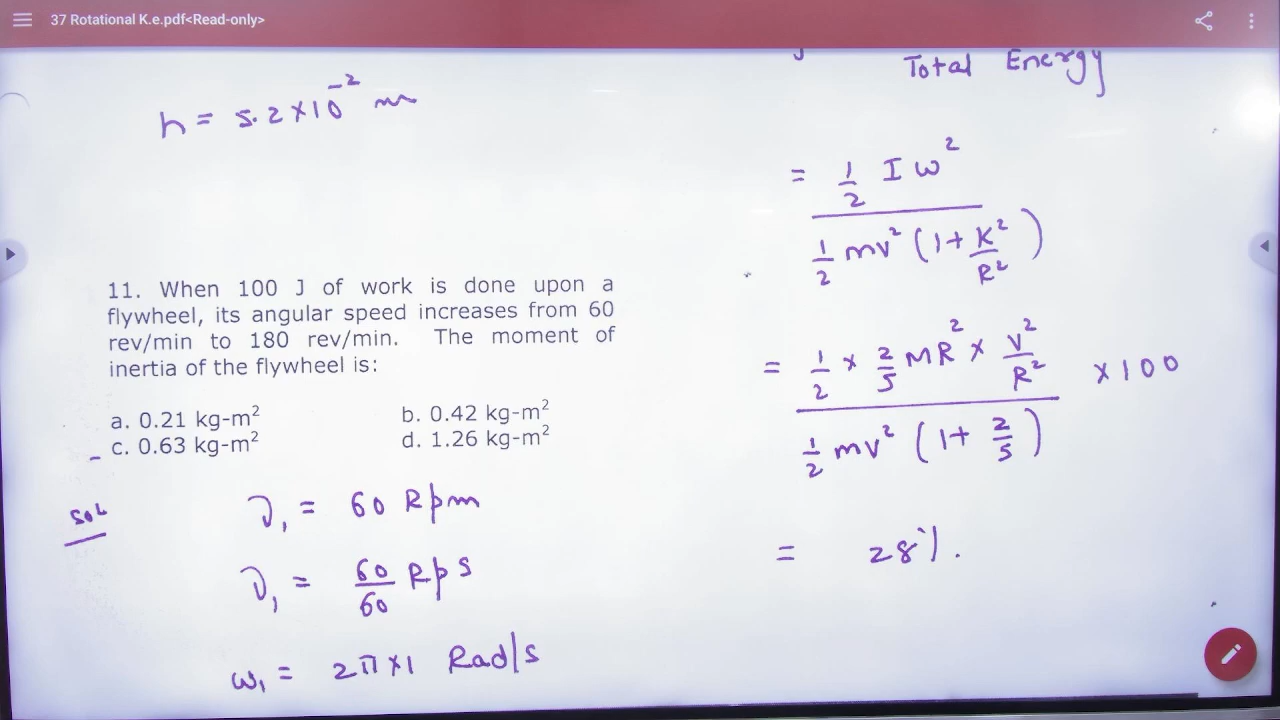 37 Rotational K.e.pdf<Read-only>
h = 5.2×10⁻² m
11. When 100 J of work is done upon a
flywheel, its angular speed increases from 60
rev/min to 180 rev/min. The moment of
inertia of the flywheel is:
a. 0.21 kg-m²
b. 0.42 kg-m²
c. 0.63 kg-m²
d. 1.26 kg-m²
Sol
ν₁ = 60 Rpm
ν₁ = 60/60 Rps
ω₁ = 2π×1 Rad/s
Total Energy
= ½ I ω² / ½ mv² (1+ K²/R²)
= ½ × 2/5 MR² × V²/R² / ½ mv² (1+ 2/5) ×100
= 28%.